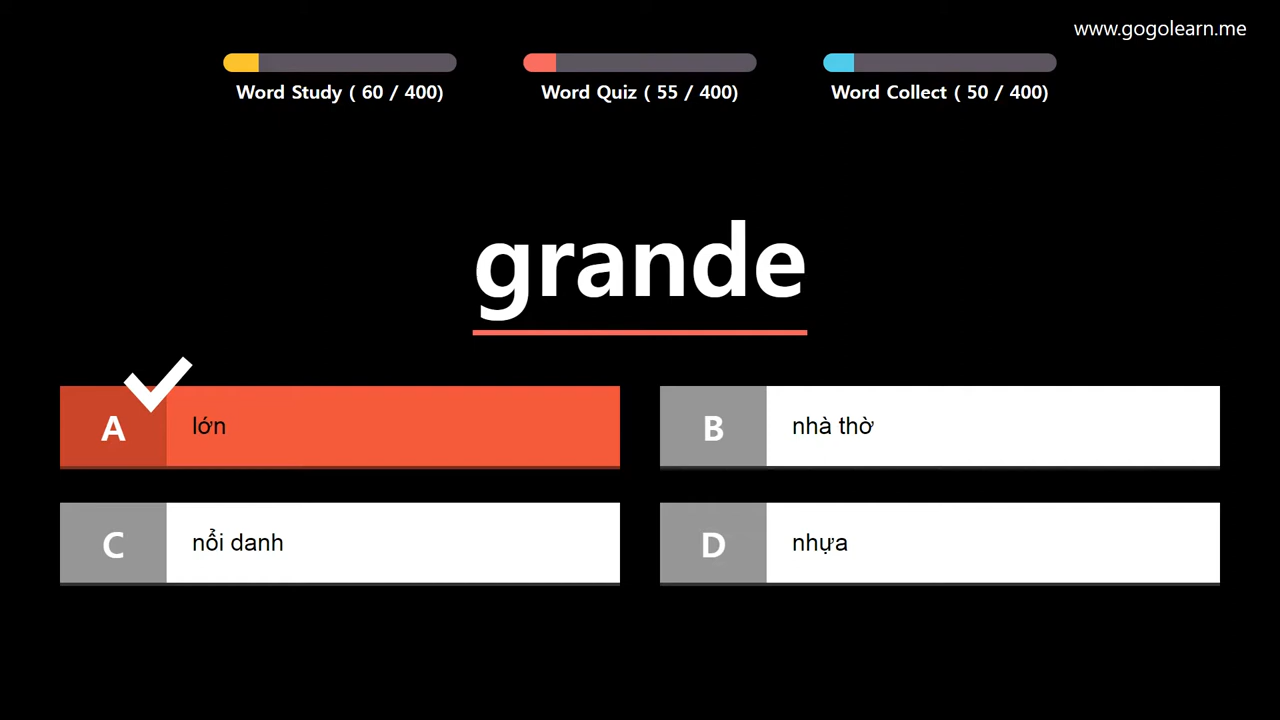 www.gogolearn.me
Word Study ( 60 / 400)
Word Quiz ( 55 / 400)
Word Collect ( 50 / 400)
grande
A
lớn
B
nhà thờ
C
nổi danh
D
nhựa